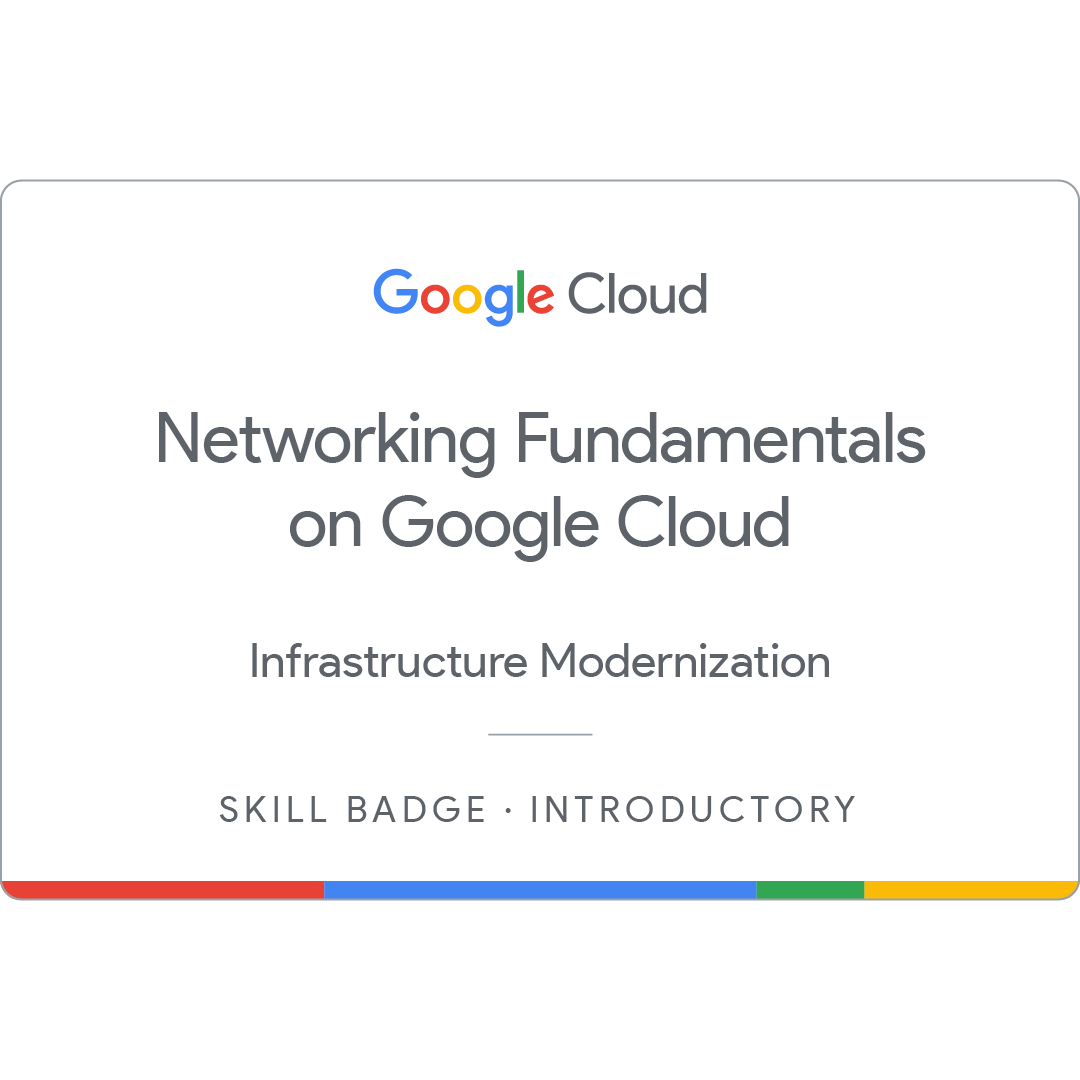 Google Cloud
Networking Fundamentals
on Google Cloud
Infrastructure Modernization
SKILL BADGE · INTRODUCTORY